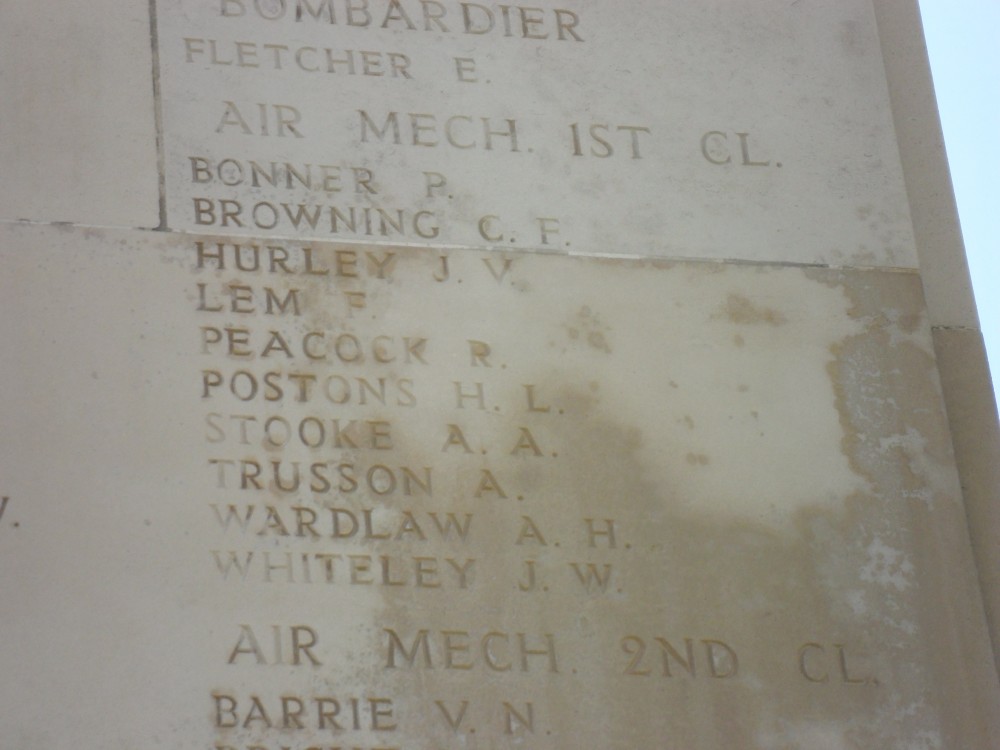 BOMBARDIER
FLETCHER E.
AIR MECH. 1ST CL.
BONNER P.
BROWNING C. F.
HURLEY J. V.
LEM F.
PEACOCK R.
POSTONS H. L.
STOOKE A. A.
TRUSSON A.
WARDLAW A. H.
WHITELEY J. W.
AIR MECH. 2ND CL.
BARRIE V. N.